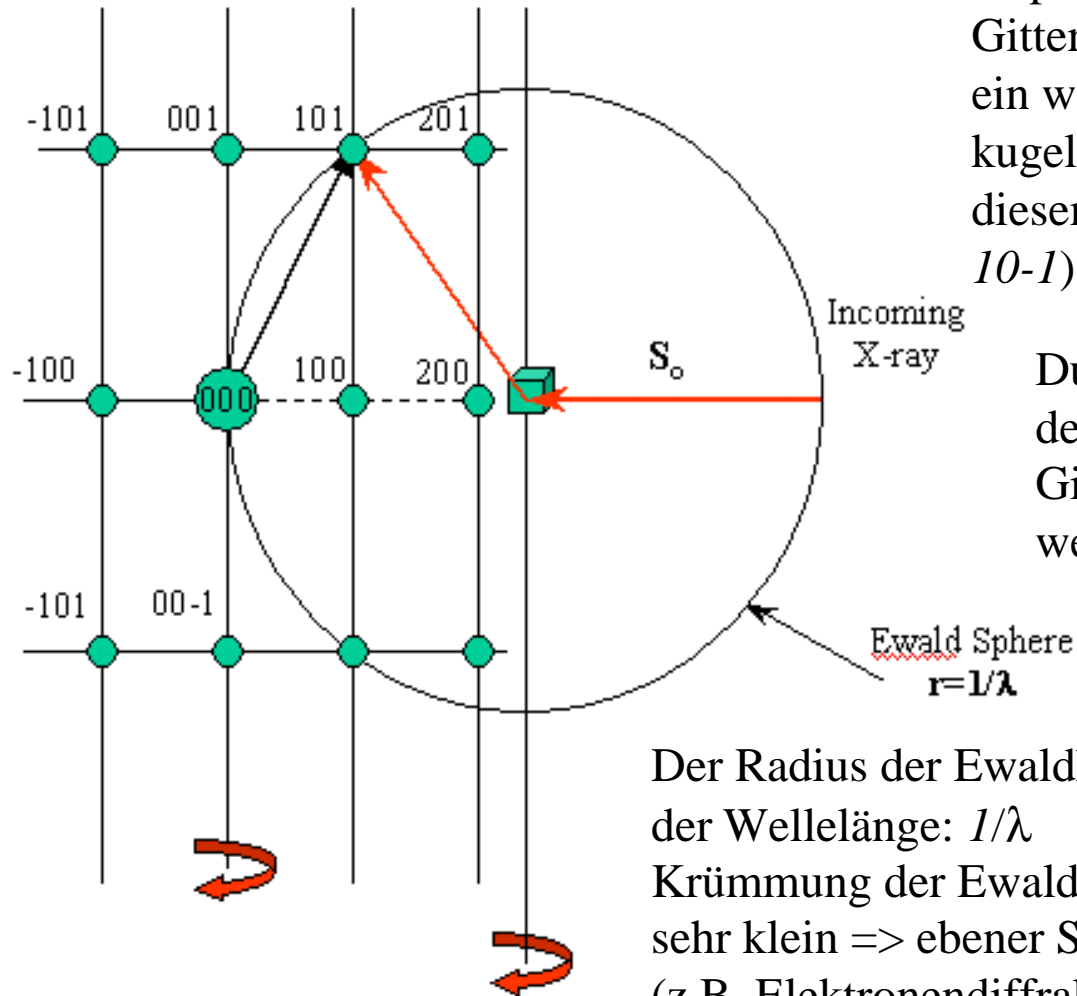 Gitter
ein w
kugel
dieser
10-1)
-101 001 101 201
Incoming
X-ray
S₀
-100 000 100 200
Du
de
Gi
we
-101 00-1
Ewald Sphere
r=1/λ
Der Radius der Ewald
der Wellelänge: 1/λ
Krümmung der Ewald
sehr klein => ebener S
(z.B. Elektronendiffra